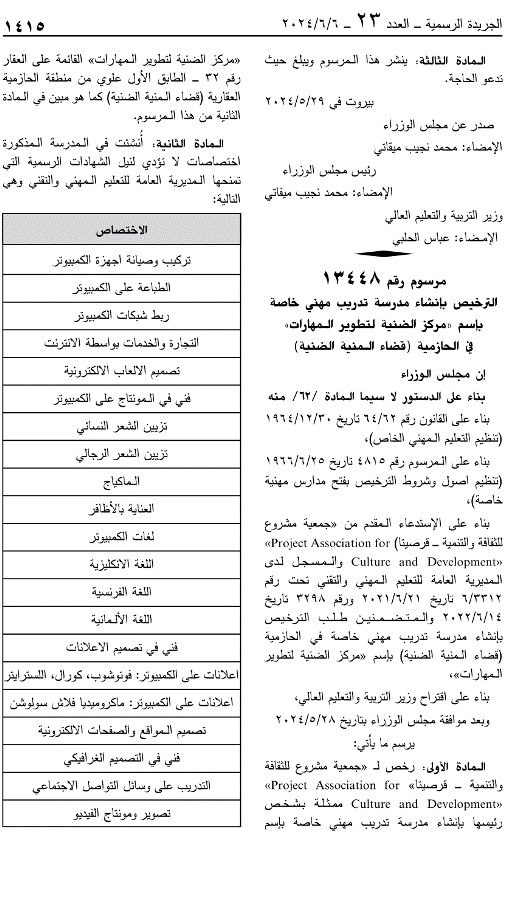 الجريدة الرسمية ــ العدد ٢٣ ــ ٢٠٢٤/٦/٦
١٤١٥
المادة الثالثة: ينشر هذا المرسوم ويبلغ حيث
تدعو الحاجة.
بيروت في ٢٠٢٤/٥/٢٩
صدر عن مجلس الوزراء
الإمضاء: محمد نجيب ميقاتي
رئيس مجلس الوزراء
الإمضاء: محمد نجيب ميقاتي
وزير التربية والتعليم العالي
الإمضاء: عباس الحلبي
مرسوم رقم ١٣٤٤٨
الترخيص بإنشاء مدرسة تدريب مهني خاصة
بإسم «مركز الضنية لتطوير المهارات»
في الحازمية (قضاء المنية الضنية)
إن مجلس الوزراء
بناء على الدستور لا سيما المادة /٦٢/ منه
بناء على القانون رقم ٦٤/٦٢ تاريخ ١٩٦٤/١٢/٣٠
(تنظيم التعليم المهني الخاص)،
بناء على المرسوم رقم ٤٨١٥ تاريخ ١٩٦٦/٦/٢٥
(تنظيم اصول وشروط الترخيص بفتح مدارس مهنية
خاصة)،
بناء على الإستدعاء المقدم من «جمعية مشروع
للثقافة والتنمية ــ قرصيتا) Project Association for»
«Culture and Development والمسجل لدى
المديرية العامة للتعليم المهني والتقني تحت رقم
٦/٣٣١٢ تاريخ ٢٠٢١/٦/٢١ ورقم ٣٢٩٨ تاريخ
٢٠٢٢/٦/١٤ والمتضمنين طلب الترخيص
بإنشاء مدرسة تدريب مهني خاصة في الحازمية
(قضاء المنية الضنية) بإسم «مركز الضنية لتطوير
المهارات»،
بناء على اقتراح وزير التربية والتعليم العالي،
وبعد موافقة مجلس الوزراء بتاريخ ٢٠٢٤/٥/٢٨
يرسم ما يأتي:
المادة الأولى: رخص لـ «جمعية مشروع للثقافة
والتنمية ــ قرصيتا» Project Association for»
«Culture and Development ممثلة بشخص
رئيسها بإنشاء مدرسة تدريب مهني خاصة بإسم
«مركز الضنية لتطوير المهارات» القائمة على العقار
رقم ٣٢ ــ الطابق الأول علوي من منطقة الحازمية
العقارية (قضاء المنية الضنية) كما هو مبين في المادة
الثانية من هذا المرسوم.
المادة الثانية: أُنشئت في المدرسة المذكورة
اختصاصات لا تؤدي لنيل الشهادات الرسمية التي
تمنحها المديرية العامة للتعليم المهني والتقني وهي
التالية:
الاختصاص
تركيب وصيانة اجهزة الكمبيوتر
الطباعة على الكمبيوتر
ربط شبكات الكمبيوتر
التجارة والخدمات بواسطة الانترنت
تصميم الالعاب الالكترونية
فني في المونتاج على الكمبيوتر
تزيين الشعر النسائي
تزيين الشعر الرجالي
الماكياج
العناية بالأظافر
لغات الكمبيوتر
اللغة الانكليزية
اللغة الفرنسية
اللغة الألمانية
فني في تصميم الاعلانات
اعلانات على الكمبيوتر: فوتوشوب، كورال، اللسترايتر
اعلانات على الكمبيوتر: ماكروميديا فلاش سولوشن
تصميم المواقع والصفحات الالكترونية
فني في التصميم الغرافيكي
التدريب على وسائل التواصل الاجتماعي
تصوير ومونتاج الفيديو